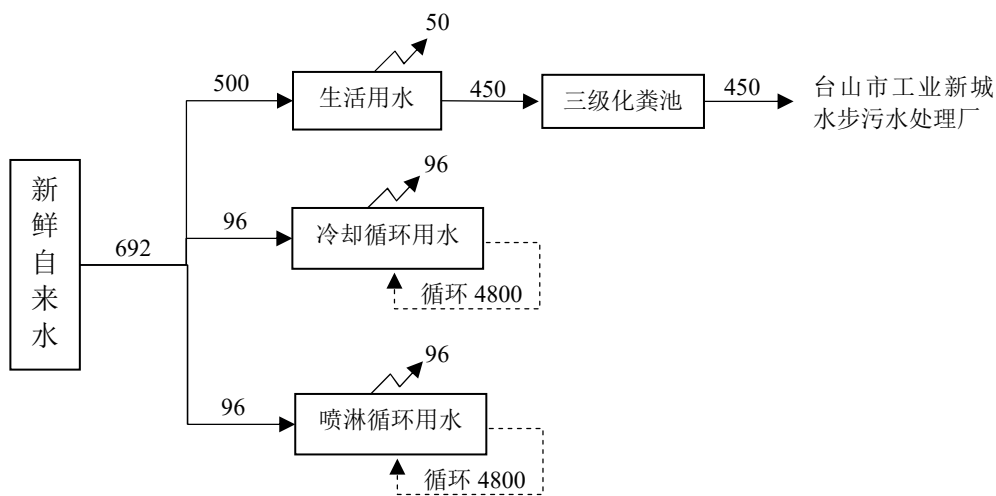 50
500
生活用水
450
三级化粪池
450
台山市工业新城
水步污水处理厂
新鲜自来水
692
96
96
冷却循环用水
循环 4800
96
96
喷淋循环用水
循环 4800